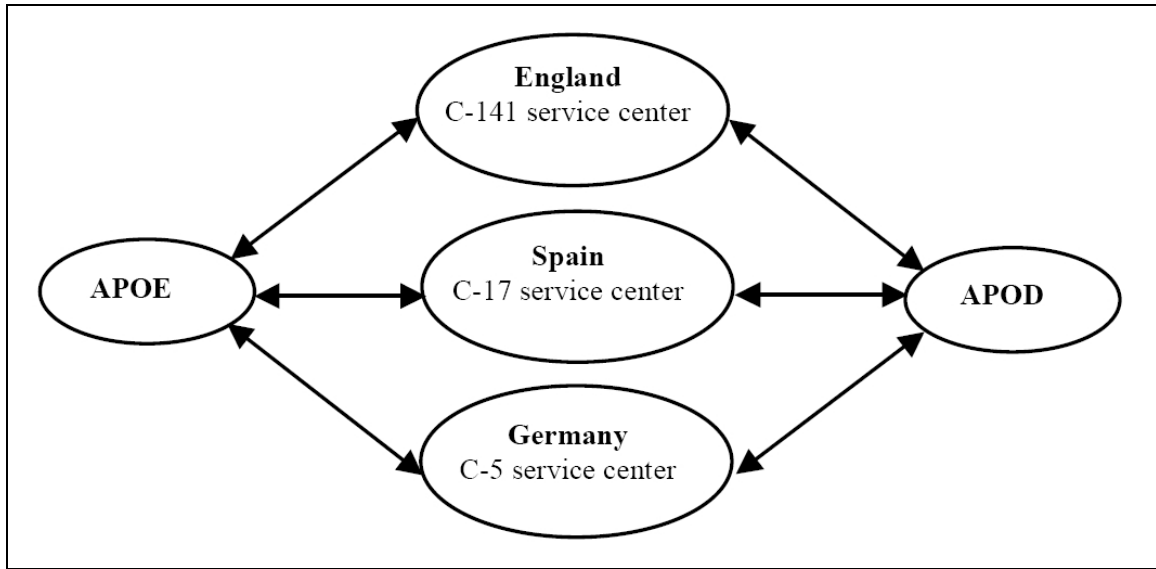 England
C-141 service center
APOE
Spain
C-17 service center
APOD
Germany
C-5 service center